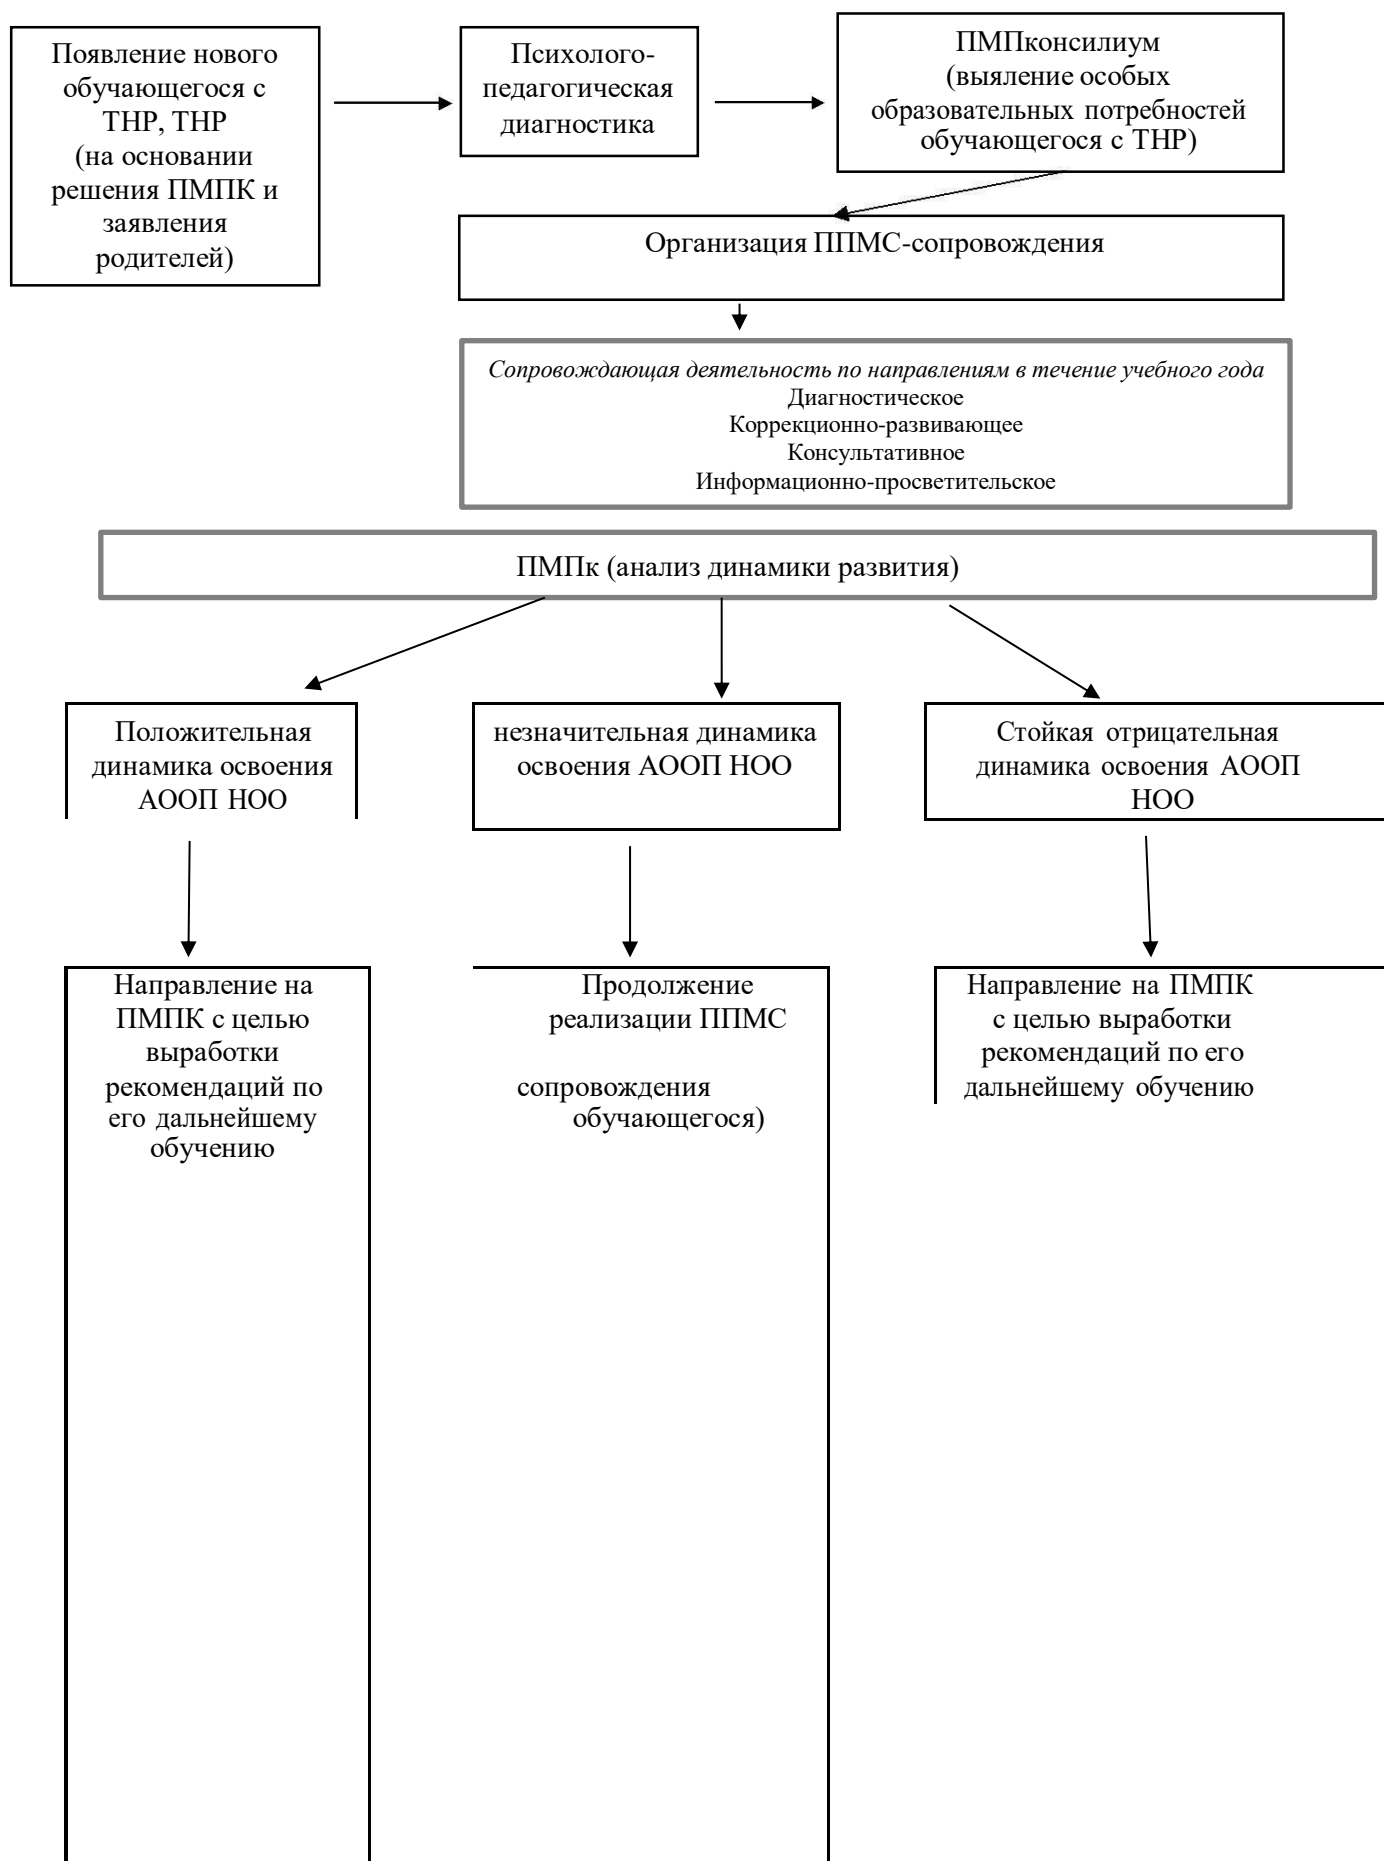 Появление нового
обучающегося с
ТНР, ТНР
(на основании
решения ПМПК и
заявления
родителей)
Психолого-
педагогическая
диагностика
ПМПконсилиум
(выяление особых
образовательных потребностей
обучающегося с ТНР)
Организация ППМС-сопровождения
Сопровождающая деятельность по направлениям в течение учебного года
Диагностическое
Коррекционно-развивающее
Консультативное
Информационно-просветительское
ПМПк (анализ динамики развития)
Положительная
динамика освоения
АООП НОО
незначительная динамика
освоения АООП НОО
Стойкая отрицательная
динамика освоения АООП
НОО
Направление на
ПМПК с целью
выработки
рекомендаций по
его дальнейшему
обучению
Продолжение
реализации ППМС
сопровождения
обучающегося)
Направление на ПМПК
с целью выработки
рекомендаций по его
дальнейшему обучению